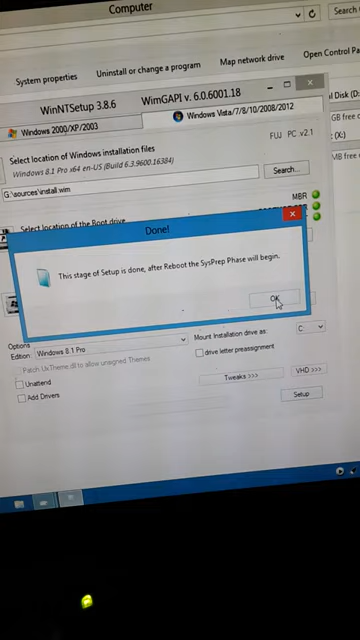 Computer
Search
System properties
Uninstall or change a program
Map network drive
Open Control Pa
WinNTSetup 3.8.6
WimGAPI v. 6.0.6001.18
Windows 2000/XP/2003
Windows Vista/7/8/10/2008/2012
Select location of Windows installation files
FUJ PC v2.1
Windows 8.1 Pro x64 en-US (Build 6.3.9600.16384)
G:\sources\install.wim
Search...
Select location of the Boot drive
MBR
Done!
This stage of Setup is done, after Reboot the SysPrep Phase will begin.
OK
Options
Edition:
Windows 8.1 Pro
Mount Installation drive as:
C:
Patch UxTheme.dll to allow unsigned Themes
drive letter preassignment
Unattend
Add Drivers
Tweaks >>>
VHD >>>
Setup